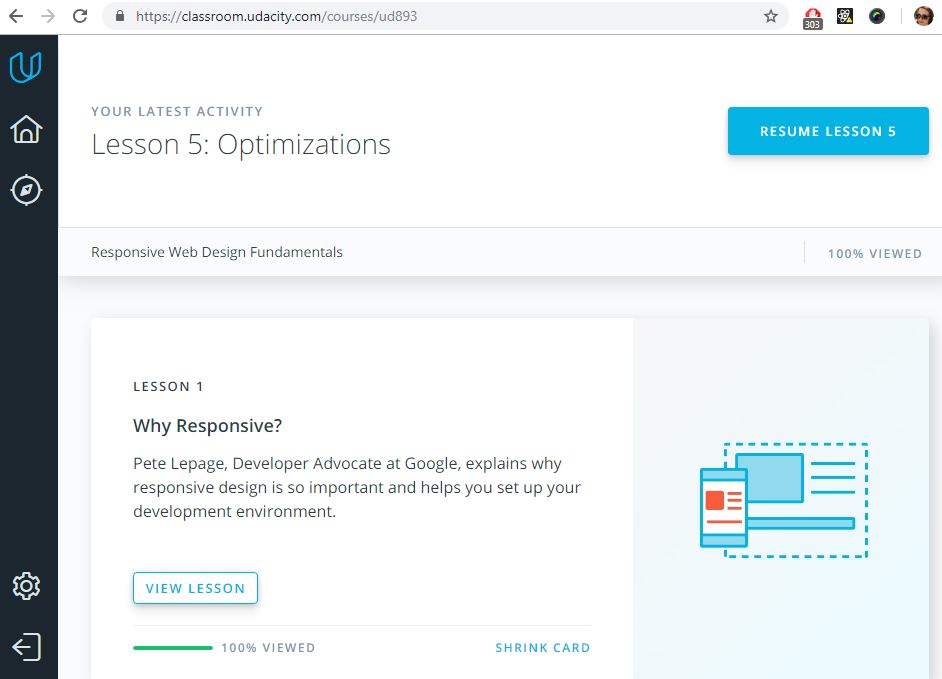 https://classroom.udacity.com/courses/ud893
303
YOUR LATEST ACTIVITY
Lesson 5: Optimizations
RESUME LESSON 5
Responsive Web Design Fundamentals
100% VIEWED
LESSON 1
Why Responsive?
Pete Lepage, Developer Advocate at Google, explains why
responsive design is so important and helps you set up your
development environment.
VIEW LESSON
100% VIEWED
SHRINK CARD